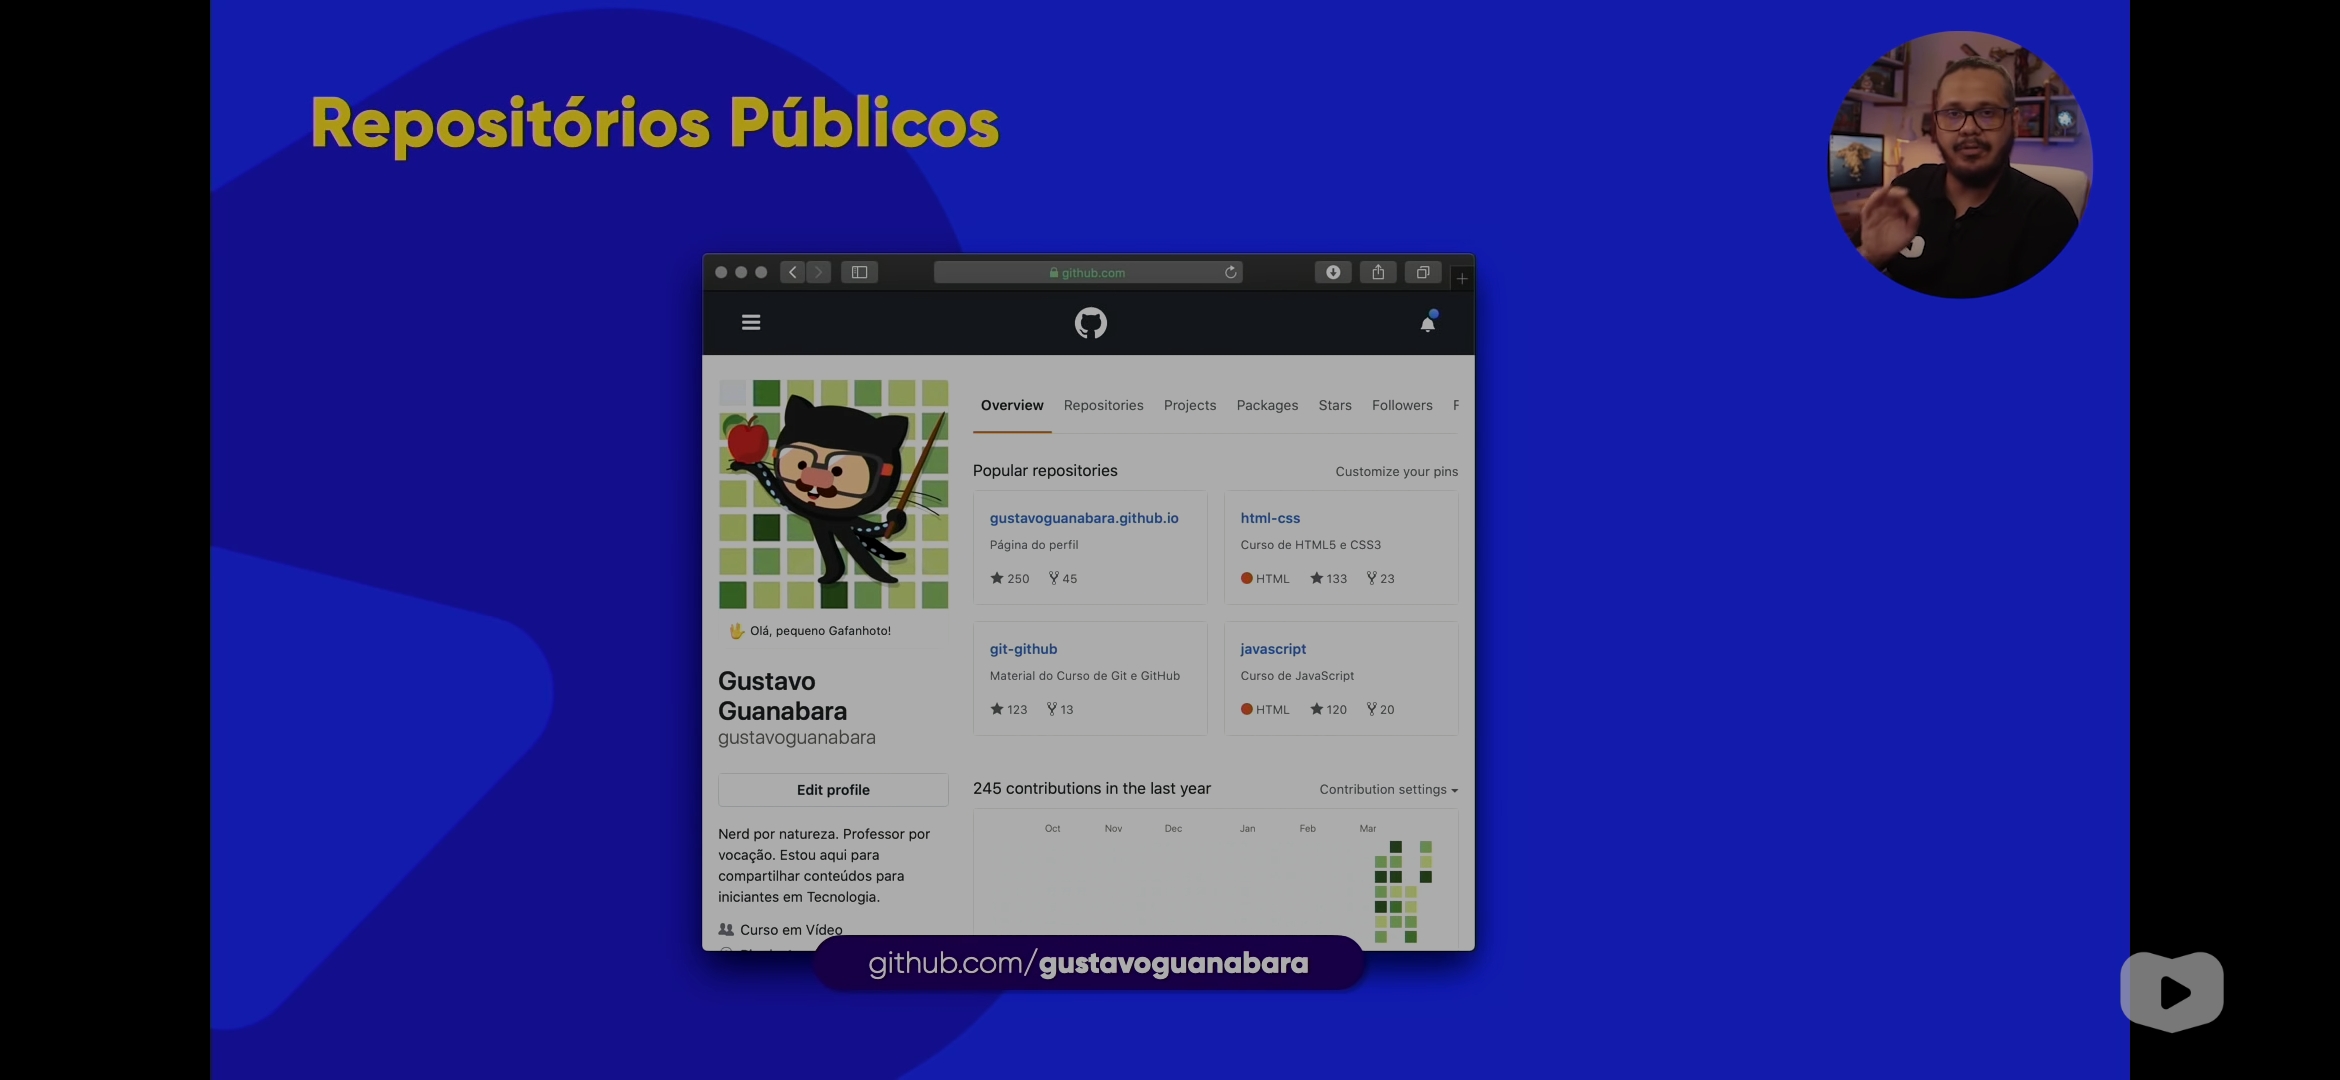 Repositórios Públicos
github.com
Overview Repositories Projects Packages Stars Followers F
Popular repositories
Customize your pins
gustavoguanabara.github.io
Página do perfil
250 45
html-css
Curso de HTML5 e CSS3
HTML 133 23
git-github
Material do Curso de Git e GitHub
123 13
javascript
Curso de JavaScript
HTML 120 20
Olá, pequeno Gafanhoto!
Gustavo
Guanabara
gustavoguanabara
Edit profile
Nerd por natureza. Professor por
vocação. Estou aqui para
compartilhar conteúdos para
iniciantes em Tecnologia.
Curso em Vídeo
245 contributions in the last year
Contribution settings
Oct Nov Dec Jan Feb Mar
github.com/gustavoguanabara